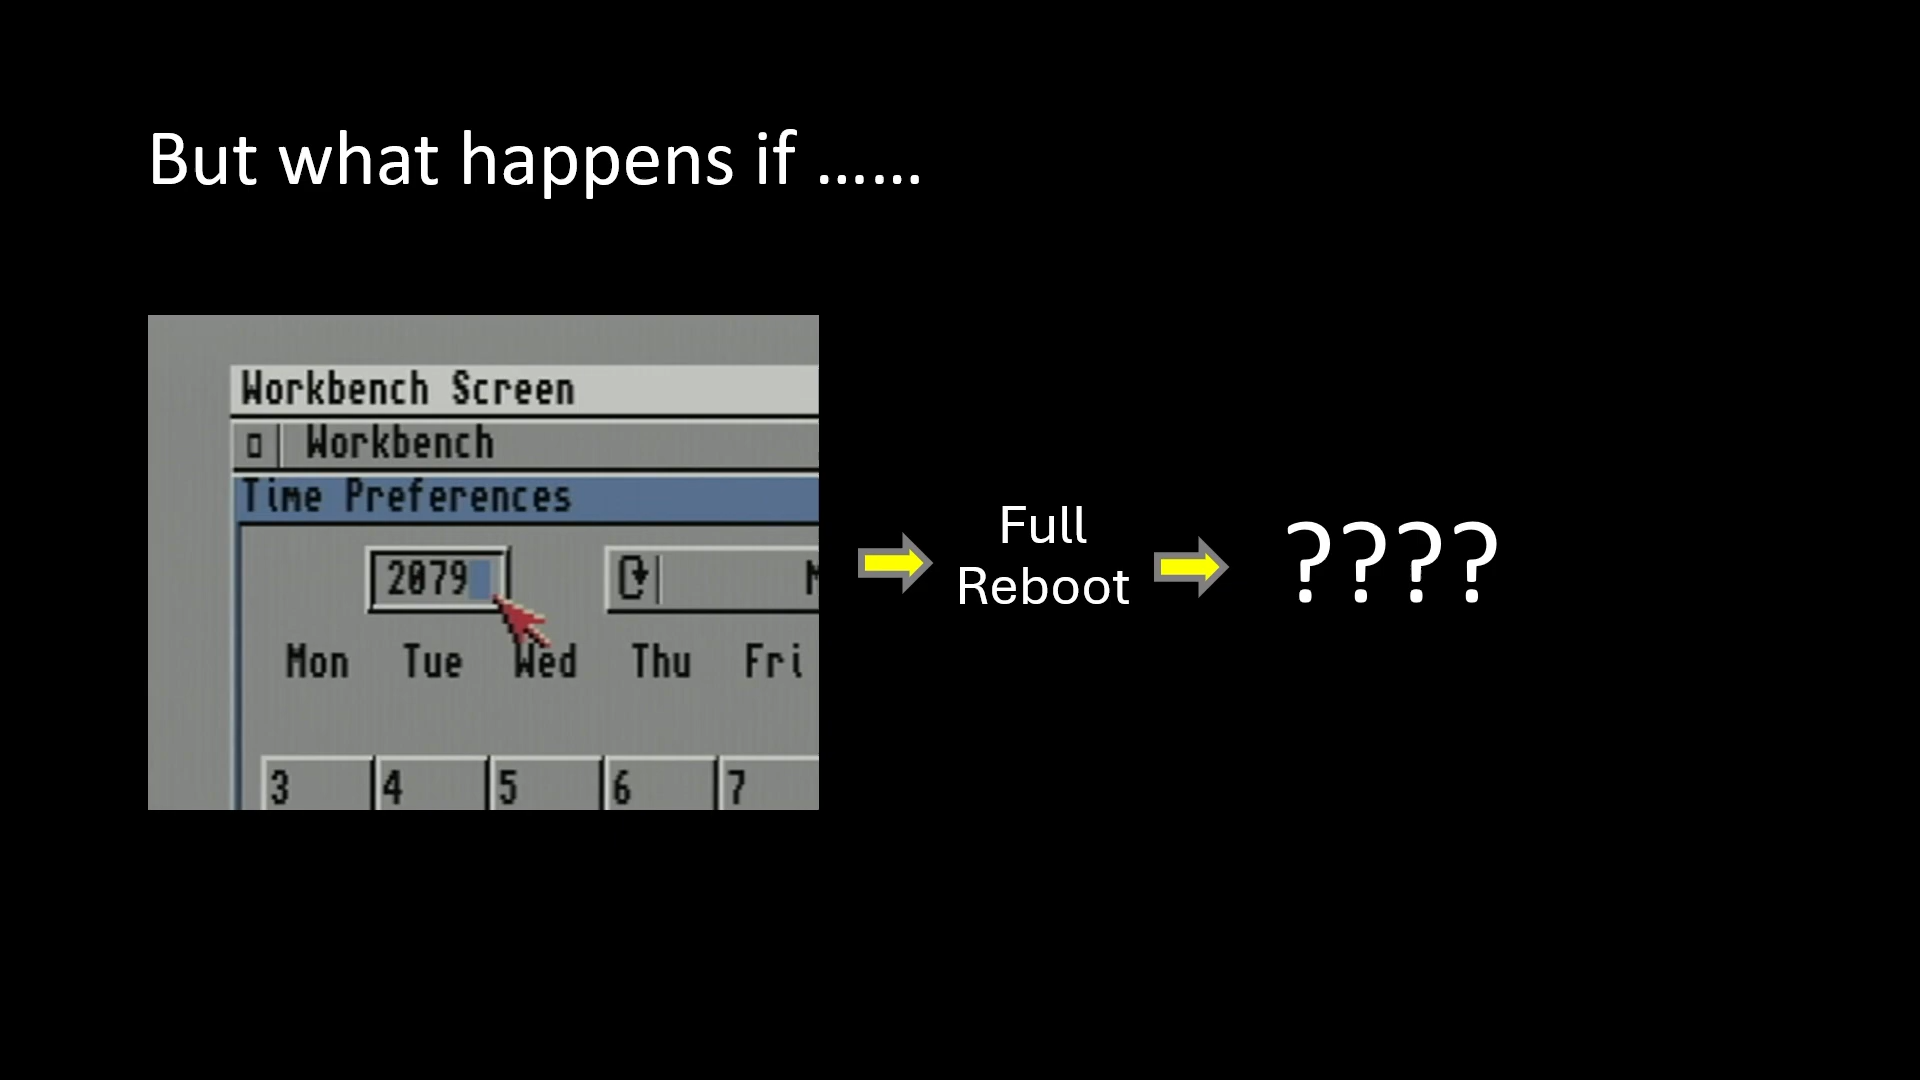 But what happens if ......
Workbench Screen
Workbench
Time Preferences
2079
M
Mon Tue Wed Thu Fri
3 4 5 6 7
Full
Reboot
????